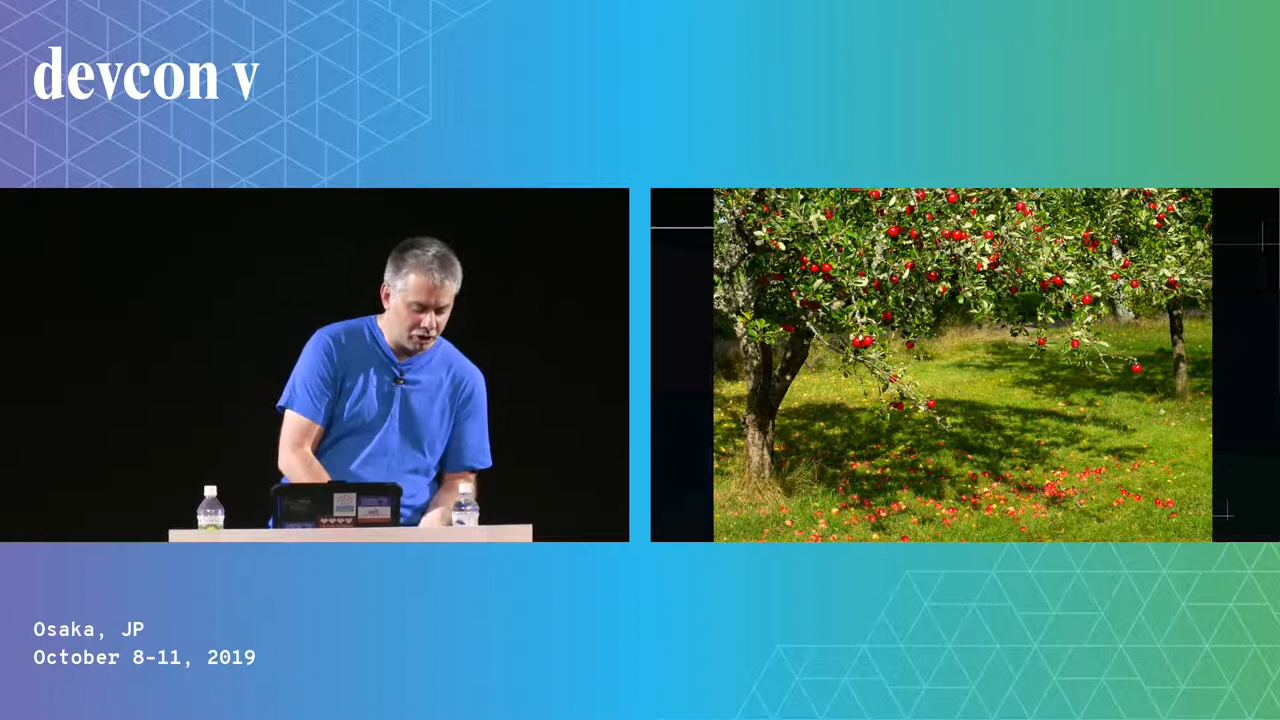 devcon v
Osaka, JP
October 8-11, 2019